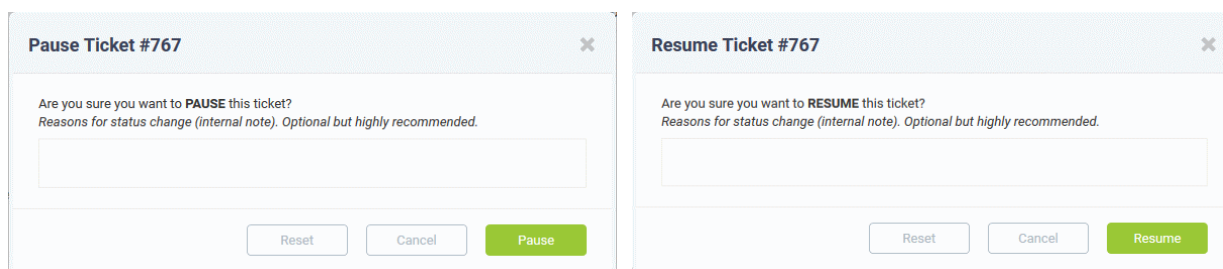 Pause Ticket #767
Are you sure you want to PAUSE this ticket?
Reasons for status change (internal note). Optional but highly recommended.
Reset
Cancel
Pause
Resume Ticket #767
Are you sure you want to RESUME this ticket?
Reasons for status change (internal note). Optional but highly recommended.
Reset
Cancel
Resume